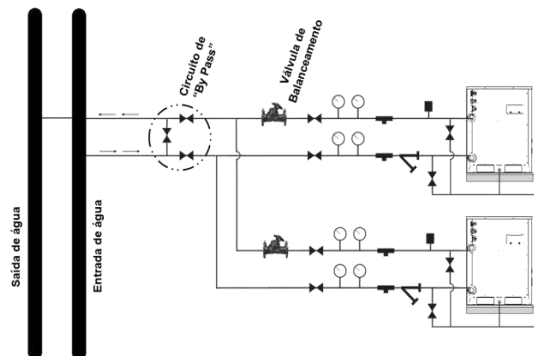 Circuito de
"By Pass"
Válvula de
Balanceamento
Saída de água
Entrada de água